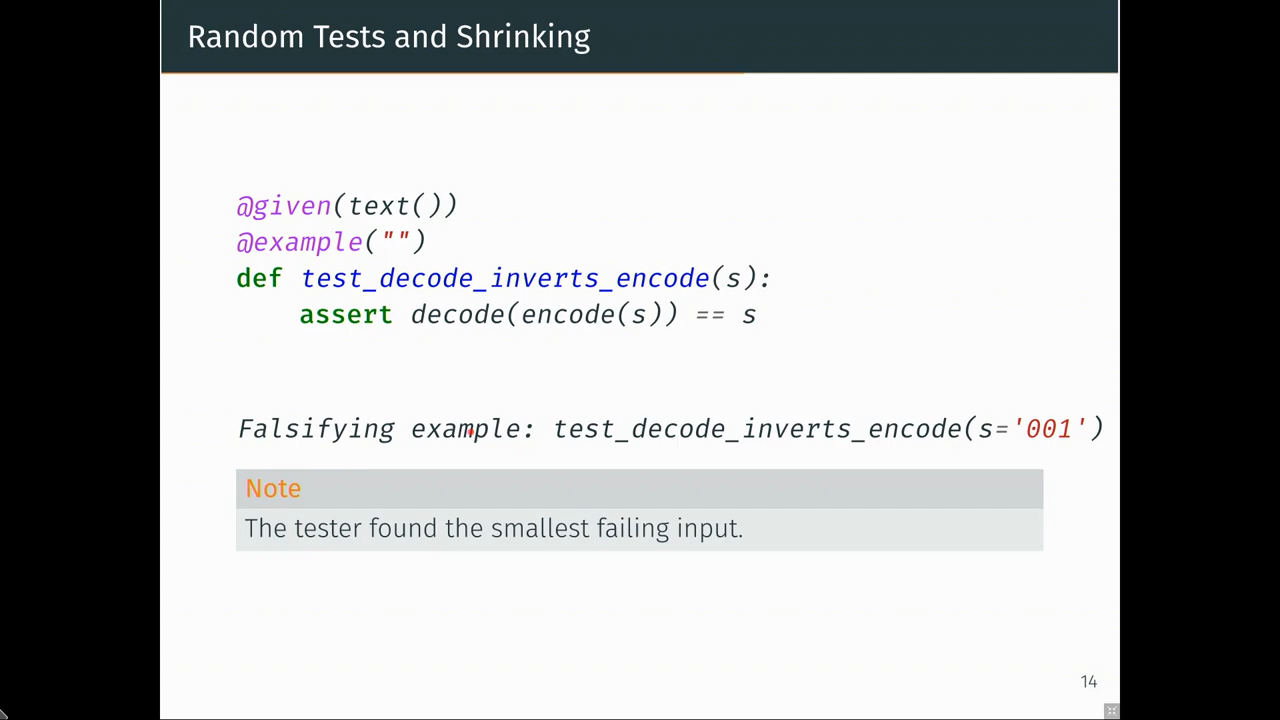 Random Tests and Shrinking
@given(text())
@example("")
def test_decode_inverts_encode(s):
    assert decode(encode(s)) == s
Falsifying example: test_decode_inverts_encode(s='001')
Note
The tester found the smallest failing input.
14